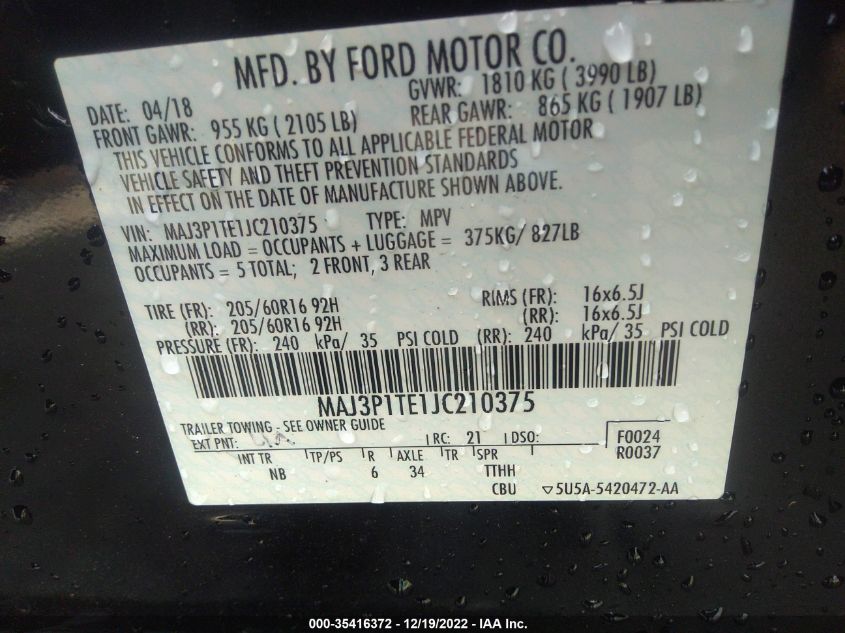 MFD. BY FORD MOTOR CO.
DATE: 04/18 GVWR: 1810 KG ( 3990 LB)
FRONT GAWR: 955 KG ( 2105 LB) REAR GAWR: 865 KG ( 1907 LB)
THIS VEHICLE CONFORMS TO ALL APPLICABLE FEDERAL MOTOR
VEHICLE SAFETY AND THEFT PREVENTION STANDARDS
IN EFFECT ON THE DATE OF MANUFACTURE SHOWN ABOVE.
VIN: MAJ3P1TE1JC210375 TYPE: MPV
MAXIMUM LOAD = OCCUPANTS + LUGGAGE = 375KG/ 827LB
OCCUPANTS = 5 TOTAL; 2 FRONT, 3 REAR
TIRE (FR): 205/60R16 92H RIMS (FR): 16x6.5J
(RR): 205/60R16 92H (RR): 16x6.5J
PRESSURE (FR): 240 kPa/ 35 PSI COLD (RR): 240 kPa/ 35 PSI COLD
MAJ3P1TE1JC210375
TRAILER TOWING - SEE OWNER GUIDE
EXT PNT: RC: 21 DSO: F0024
R0037
INT TR TP/PS R AXLE TR SPR
NB 6 34 TTHH
CBU ▽5U5A-5420472-AA
000-35416372 - 12/19/2022 - IAA Inc.